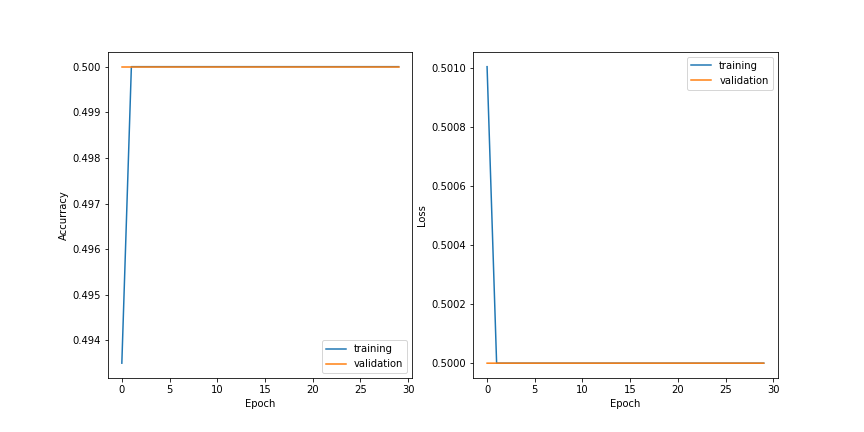 0.500
0.499
0.498
0.497
0.496
0.495
0.494
Accurracy
0 5 10 15 20 25 30
Epoch
training
validation
0.5010
0.5008
0.5006
0.5004
0.5002
0.5000
Loss
0 5 10 15 20 25 30
Epoch
training
validation